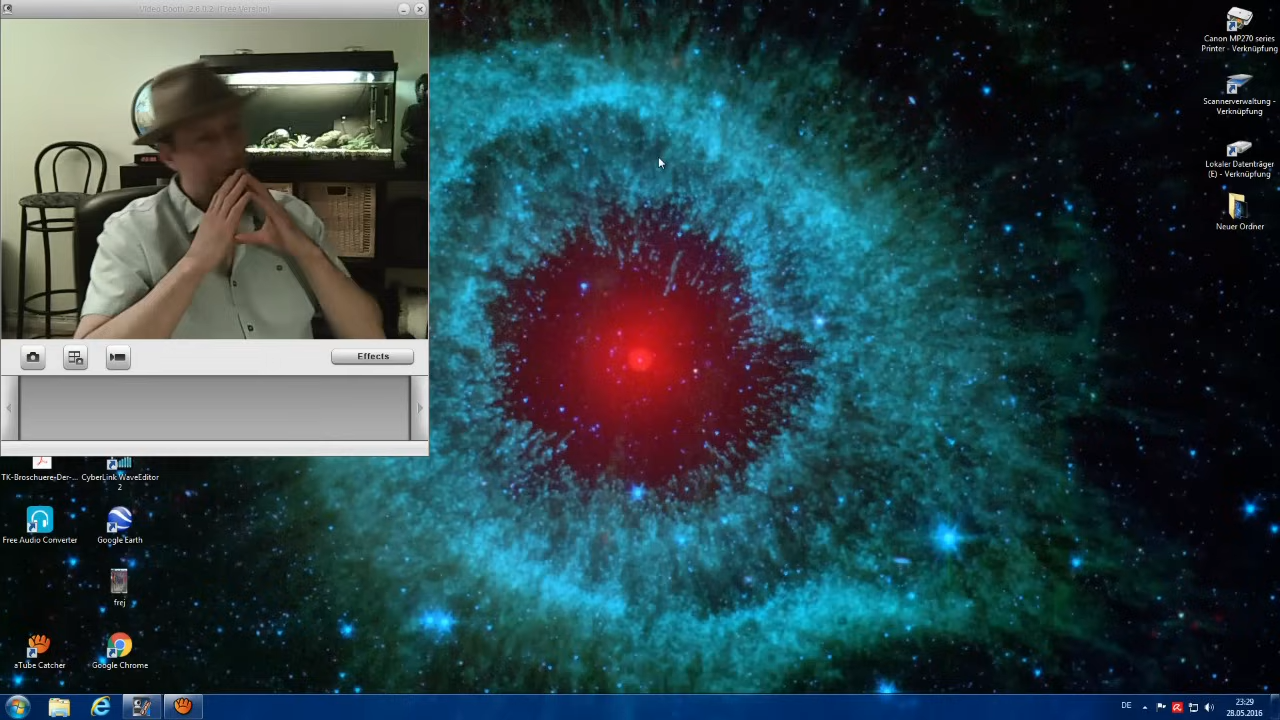 Video Booth 2.8.0.2 (Free Version)
Effects
Canon MP270 series
Printer - Verknüpfung
Scannerverwaltung -
Verknüpfung
Lokaler Datenträger
(E) - Verknüpfung
Neuer Ordner
TK-Broschuere-Der-...
CyberLink WaveEditor
2
Free Audio Converter
Google Earth
frej
aTube Catcher
Google Chrome
DE
23:29
28.05.2016